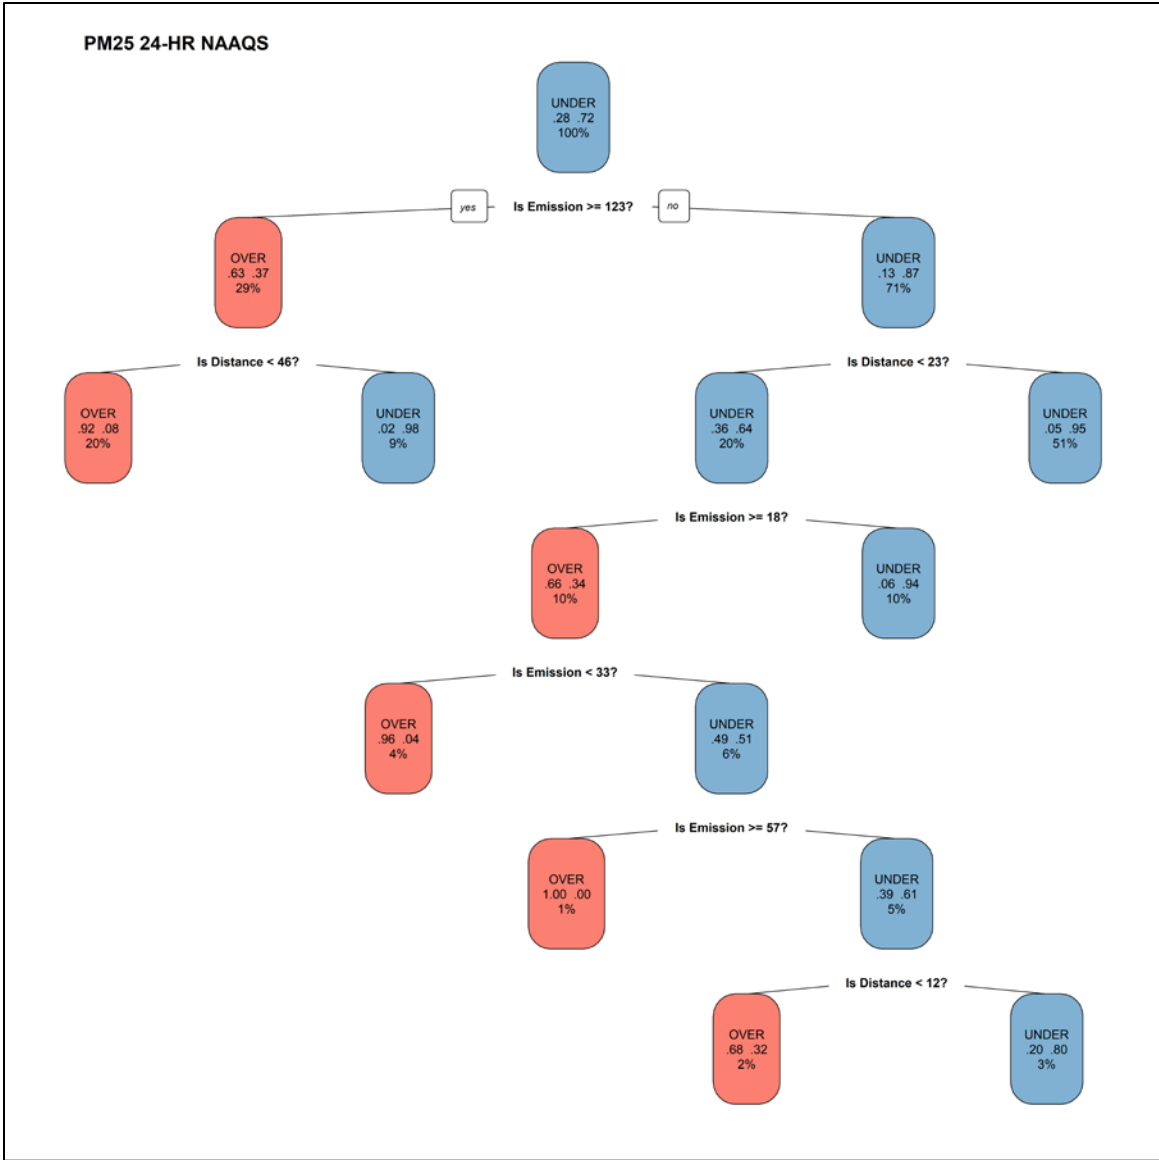 PM25 24-HR NAAQS
UNDER
.28 .72
100%
yes
Is Emission >= 123?
no
OVER
.63 .37
29%
UNDER
.13 .87
71%
Is Distance < 46?
Is Distance < 23?
OVER
.92 .08
20%
UNDER
.02 .98
9%
UNDER
.36 .64
20%
UNDER
.05 .95
51%
Is Emission >= 18?
OVER
.66 .34
10%
UNDER
.06 .94
10%
Is Emission < 33?
OVER
.96 .04
4%
UNDER
.49 .51
6%
Is Emission >= 57?
OVER
1.00 .00
1%
UNDER
.39 .61
5%
Is Distance < 12?
OVER
.68 .32
2%
UNDER
.20 .80
3%